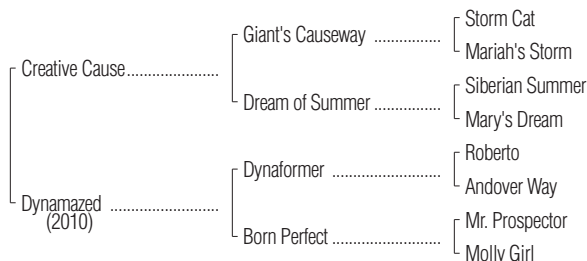 Storm Cat
Giant's Causeway
Mariah's Storm
Creative Cause
Siberian Summer
Dream of Summer
Mary's Dream
Roberto
Dynaformer
Andover Way
Dynamazed
(2010)
Mr. Prospector
Born Perfect
Molly Girl